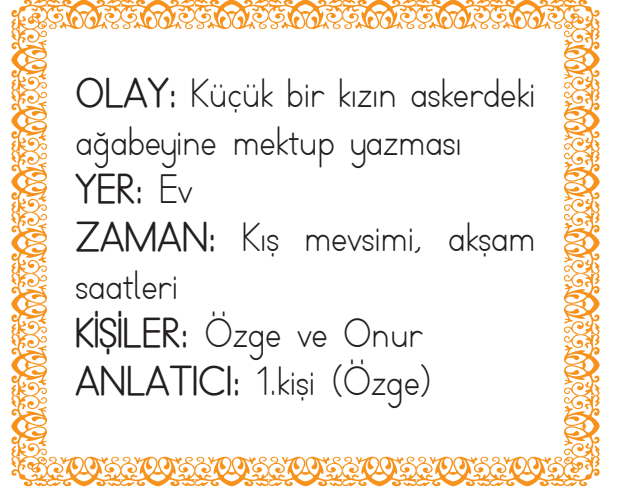 OLAY: Küçük bir kızın askerdeki
ağabeyine mektup yazması
YER: Ev
ZAMAN: Kış mevsimi, akşam
saatleri
KİŞİLER: Özge ve Onur
ANLATICI: 1.kişi (Özge)